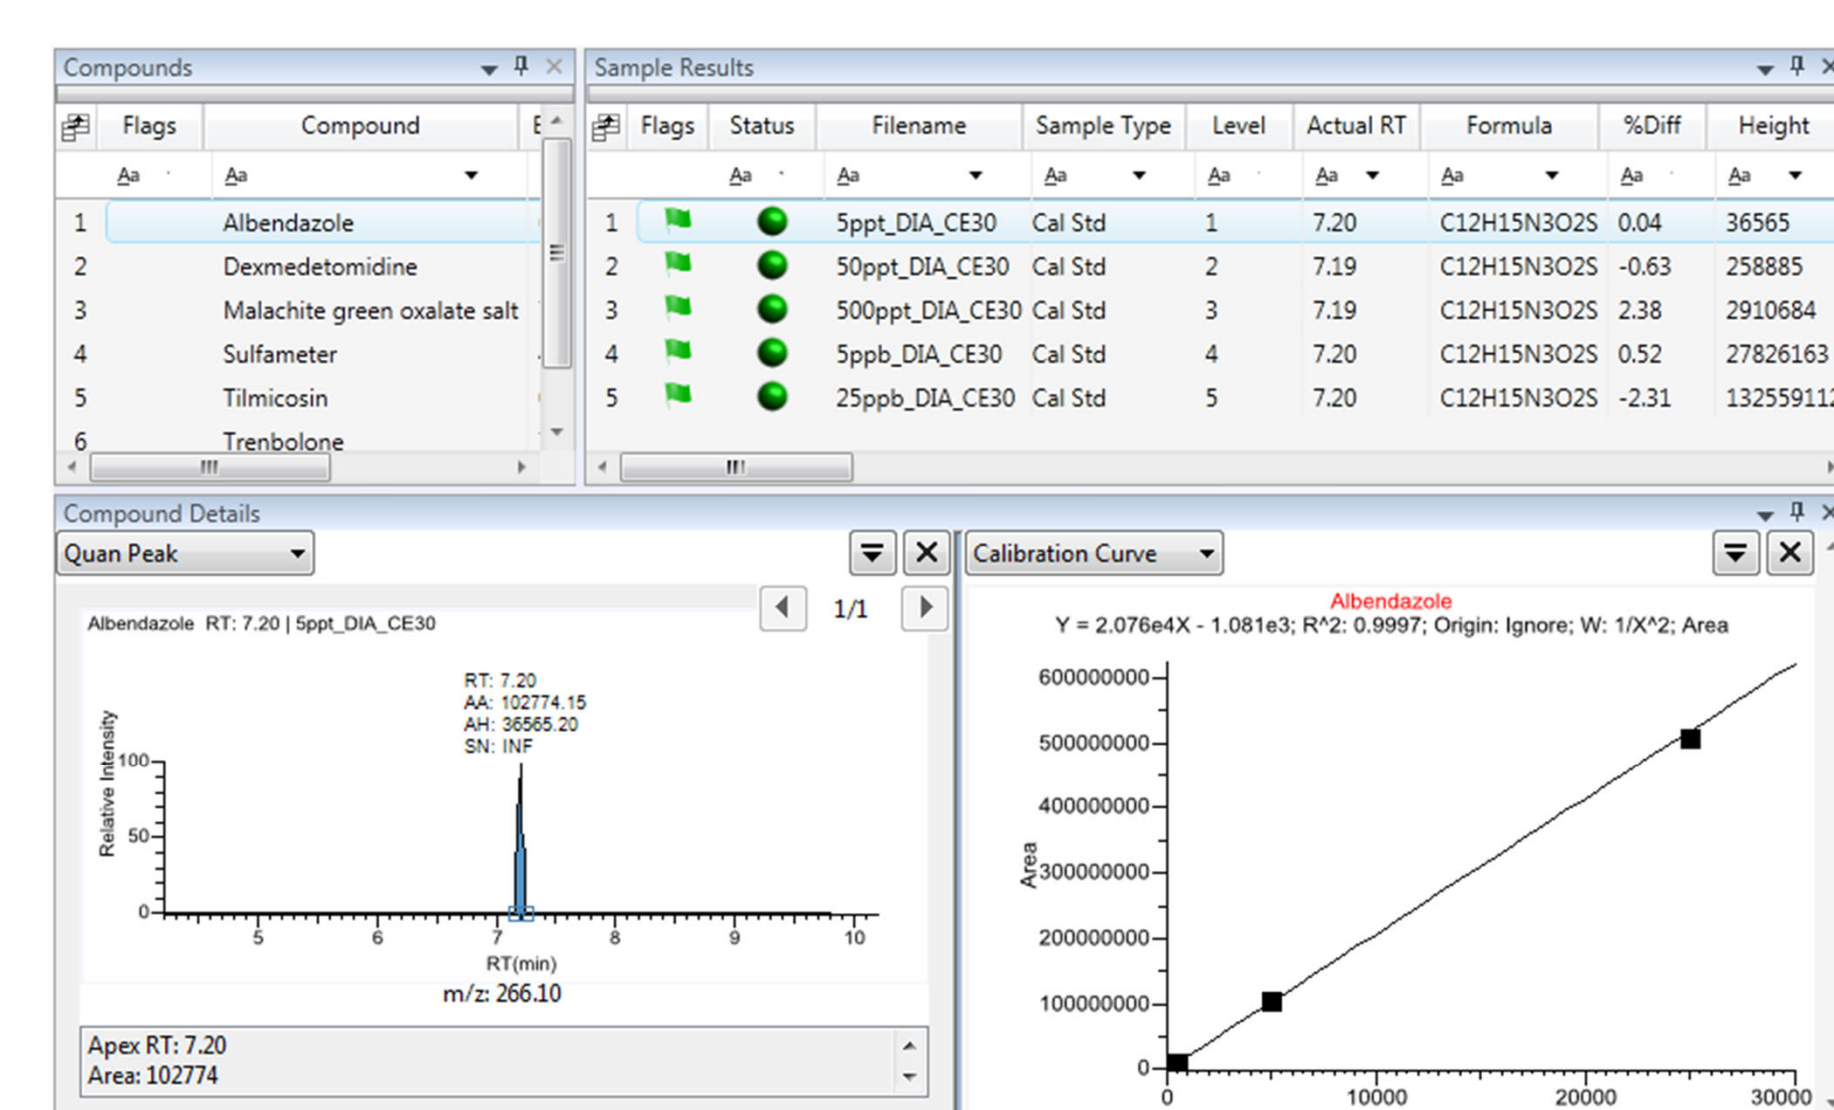 Compounds
Sample Results
Flags Compound
Flags Status Filename Sample Type Level Actual RT Formula %Diff Height
Aa Aa
Aa Aa Aa Aa Aa Aa Aa Aa
1 Albendazole
2 Dexmedetomidine
3 Malachite green oxalate salt
4 Sulfameter
5 Tilmicosin
6 Trenbolone
1 5ppt_DIA_CE30 Cal Std 1 7.20 C12H15N3O2S 0.04 36565
2 50ppt_DIA_CE30 Cal Std 2 7.19 C12H15N3O2S -0.63 258885
3 500ppt_DIA_CE30 Cal Std 3 7.19 C12H15N3O2S 2.38 2910684
4 5ppb_DIA_CE30 Cal Std 4 7.20 C12H15N3O2S 0.52 27826163
5 25ppb_DIA_CE30 Cal Std 5 7.20 C12H15N3O2S -2.31 132559112
Compound Details
Quan Peak
1/1
Albendazole RT: 7.20 | 5ppt_DIA_CE30
RT: 7.20
AA: 102774.15
AH: 36565.20
SN: INF
Relative Intensity
100
50
0
5 6 7 8 9 10
RT(min)
m/z: 266.10
Apex RT: 7.20
Area: 102774
Calibration Curve
Albendazole
Y = 2.076e4X - 1.081e3; R^2: 0.9997; Origin: Ignore; W: 1/X^2; Area
Area
600000000
500000000
400000000
300000000
200000000
100000000
0
0 10000 20000 30000